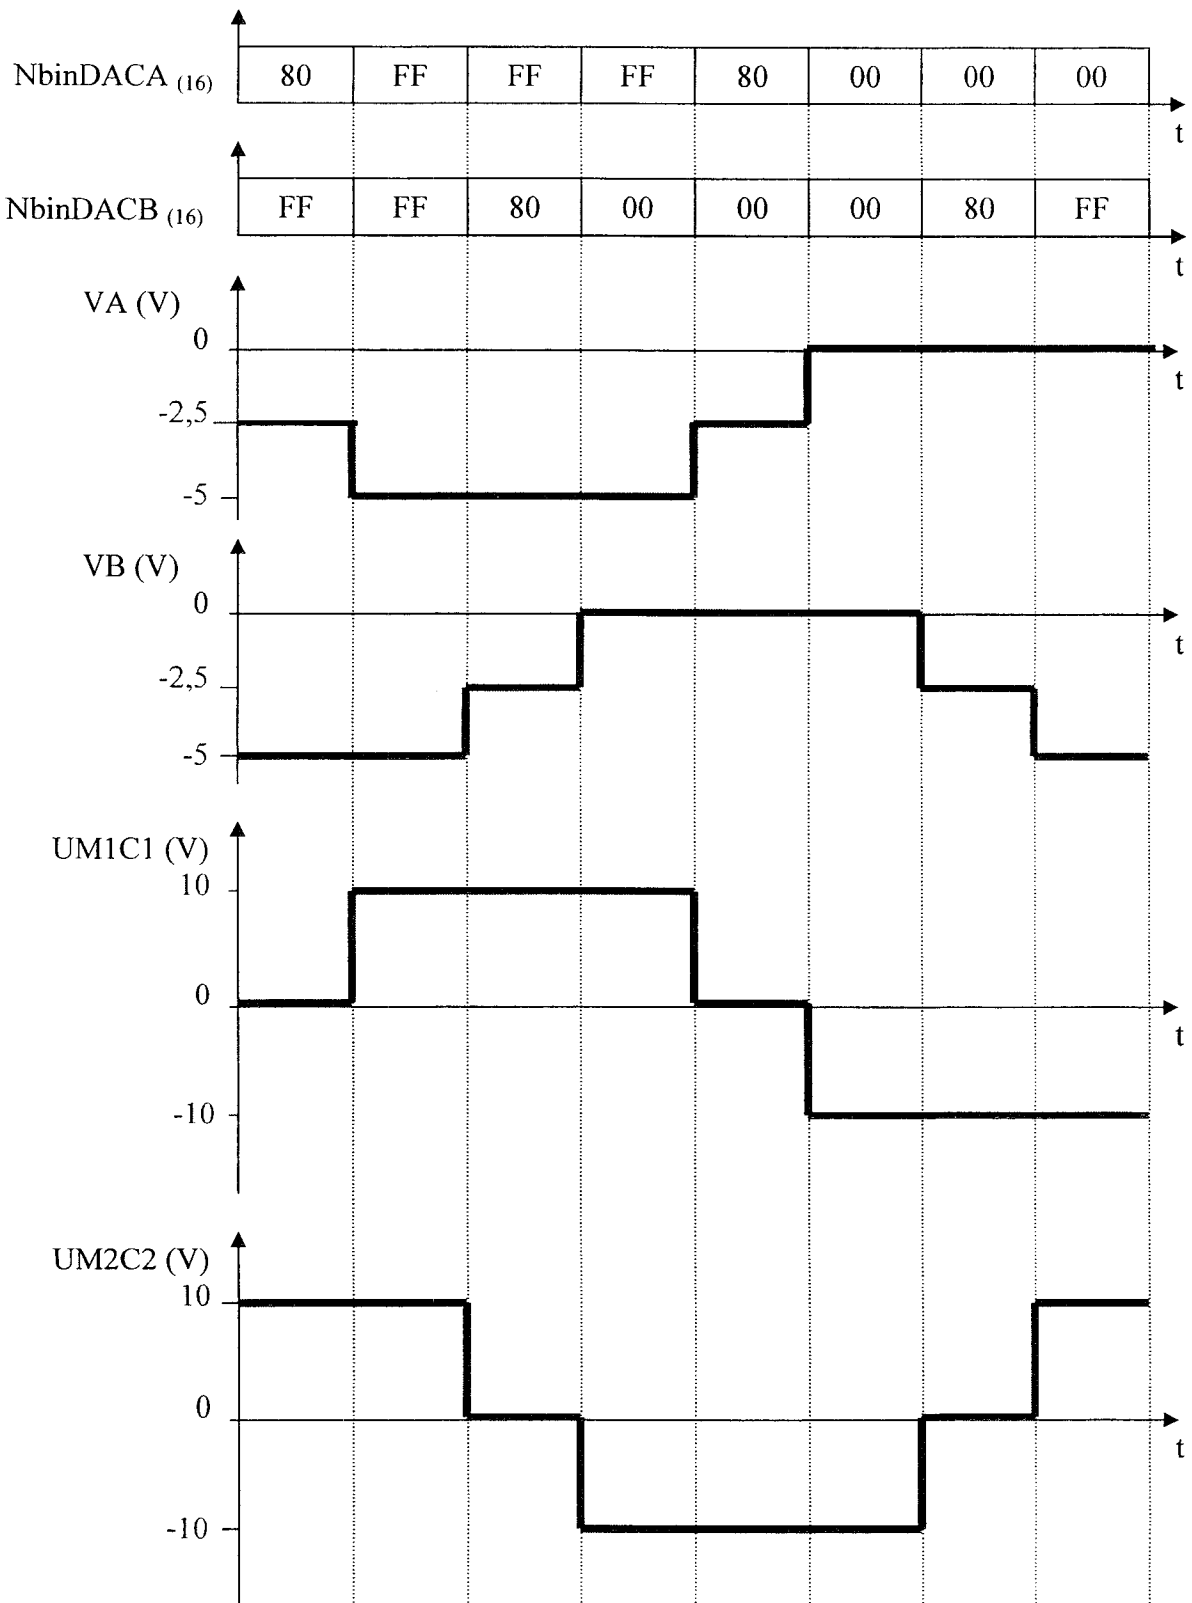 NbinDACA (16) 80 FF FF FF 80 00 00 00
t
NbinDACB (16) FF FF 80 00 00 00 80 FF
t
VA (V)
0
t
-2,5
-5
VB (V)
0
t
-2,5
-5
UM1C1 (V)
10
0
t
-10
UM2C2 (V)
10
0
t
-10